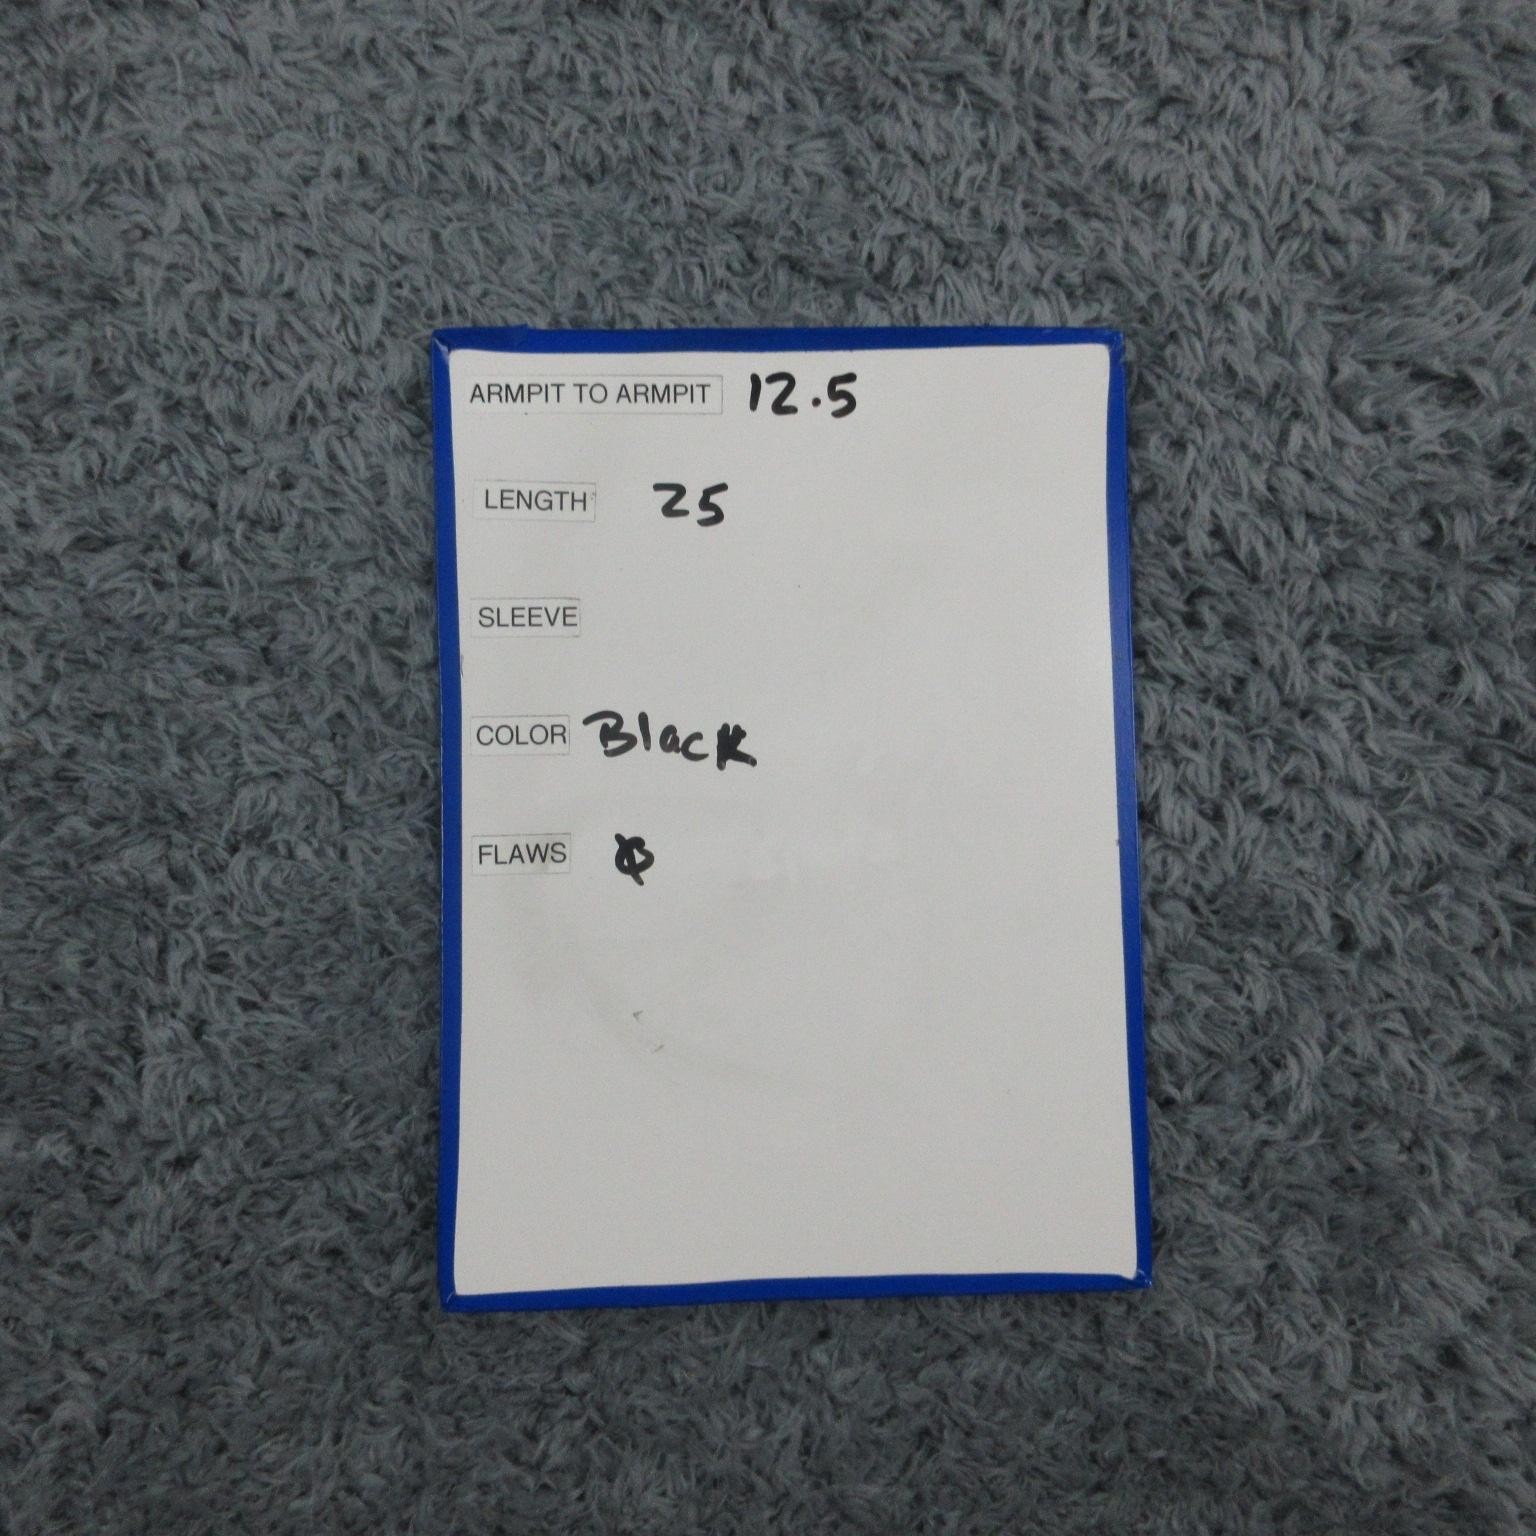 ARMPIT TO ARMPIT 12.5
LENGTH 25
SLEEVE
COLOR Black
FLAWS Ø